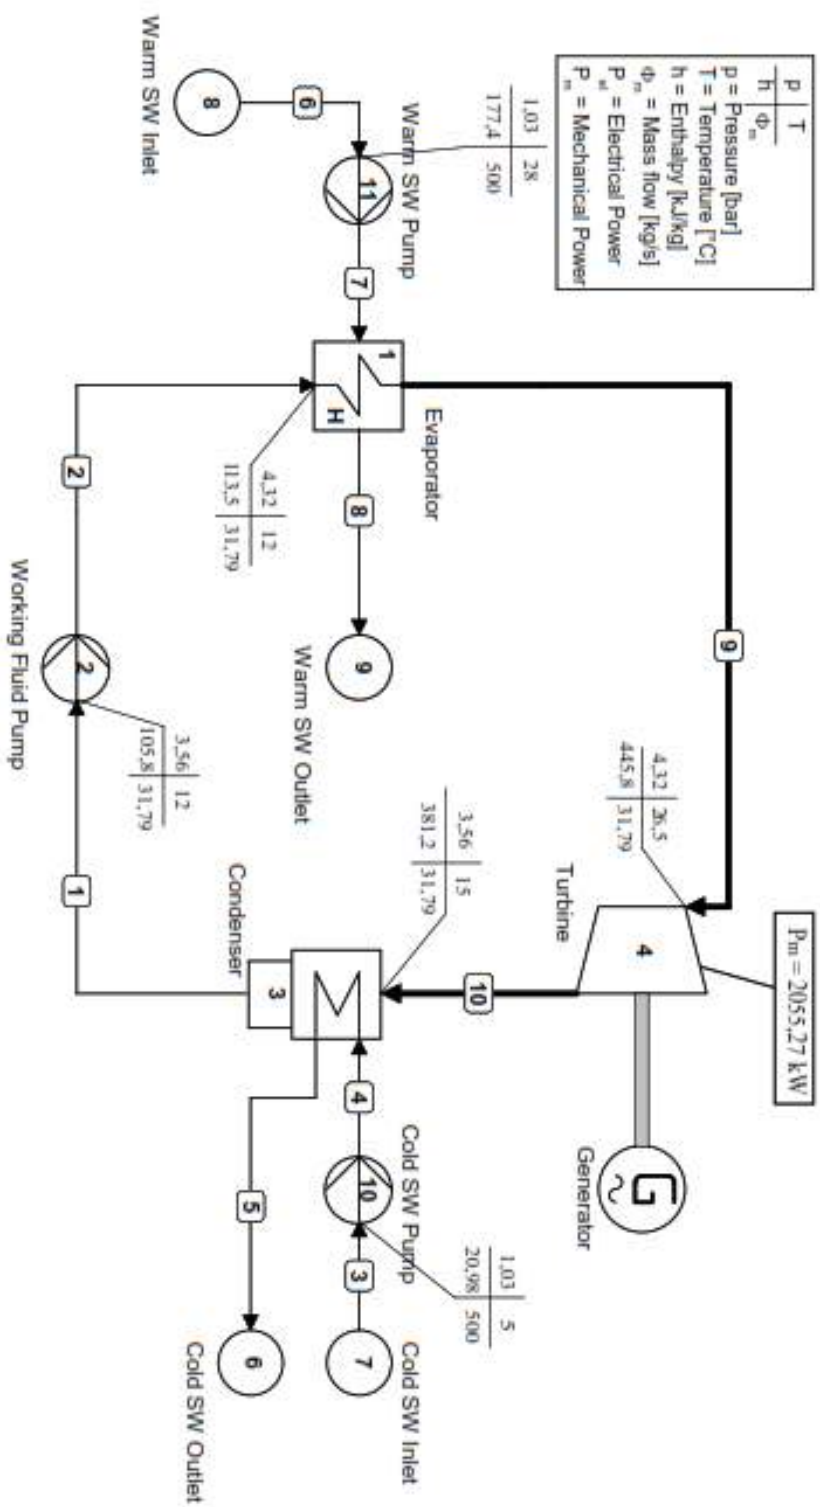 p T
h Φm
p = Pressure [bar]
T = Temperature [°C]
h = Enthalpy [kJ/kg]
Φm = Mass flow [kg/s]
Pel = Electrical Power
Pm = Mechanical Power
Pm = 2055,27 kW
9
4,32 26,5
445,8 31,79
4
Turbine
G
~
Generator
10
1,03 28
177,4 500
Warm SW Pump
11
6
8
Warm SW Inlet
7
Evaporator
1
H
8
9
Warm SW Outlet
4,32 12
113,5 31,79
3,56 15
381,2 31,79
Condenser
3
4
Cold SW Pump
10
1,03 5
20,98 500
3
7
Cold SW Inlet
5
6
Cold SW Outlet
2
2
Working Fluid Pump
3,56 12
105,8 31,79
1